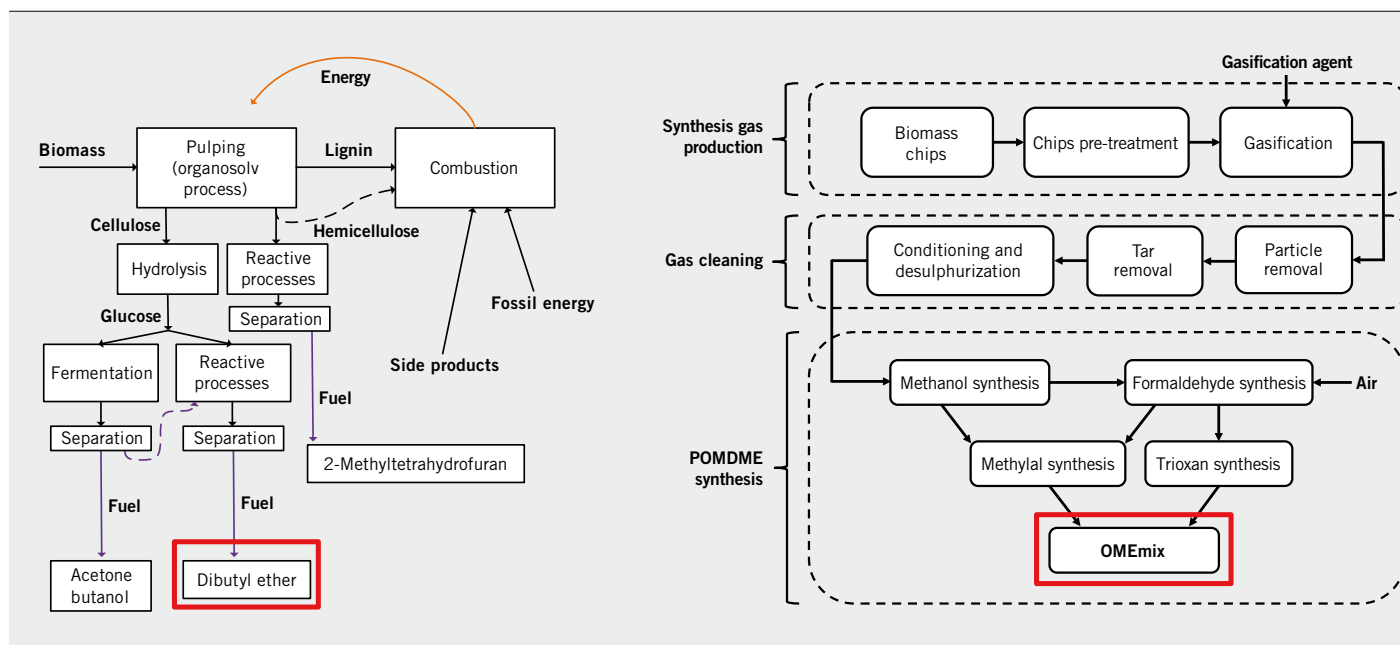 Energy
Biomass
Pulping
(organosolv
process)
Lignin
Combustion
Cellulose
Hemicellulose
Hydrolysis
Reactive
processes
Fossil energy
Glucose
Separation
Side products
Fermentation
Reactive
processes
Fuel
Separation
Separation
2-Methyltetrahydrofuran
Fuel
Fuel
Acetone
butanol
Dibutyl ether
Gasification agent
Synthesis gas
production
Biomass
chips
Chips pre-treatment
Gasification
Gas cleaning
Conditioning and
desulphurization
Tar
removal
Particle
removal
Methanol synthesis
Formaldehyde synthesis
Air
POMDME
synthesis
Methylal synthesis
Trioxan synthesis
OMEmix